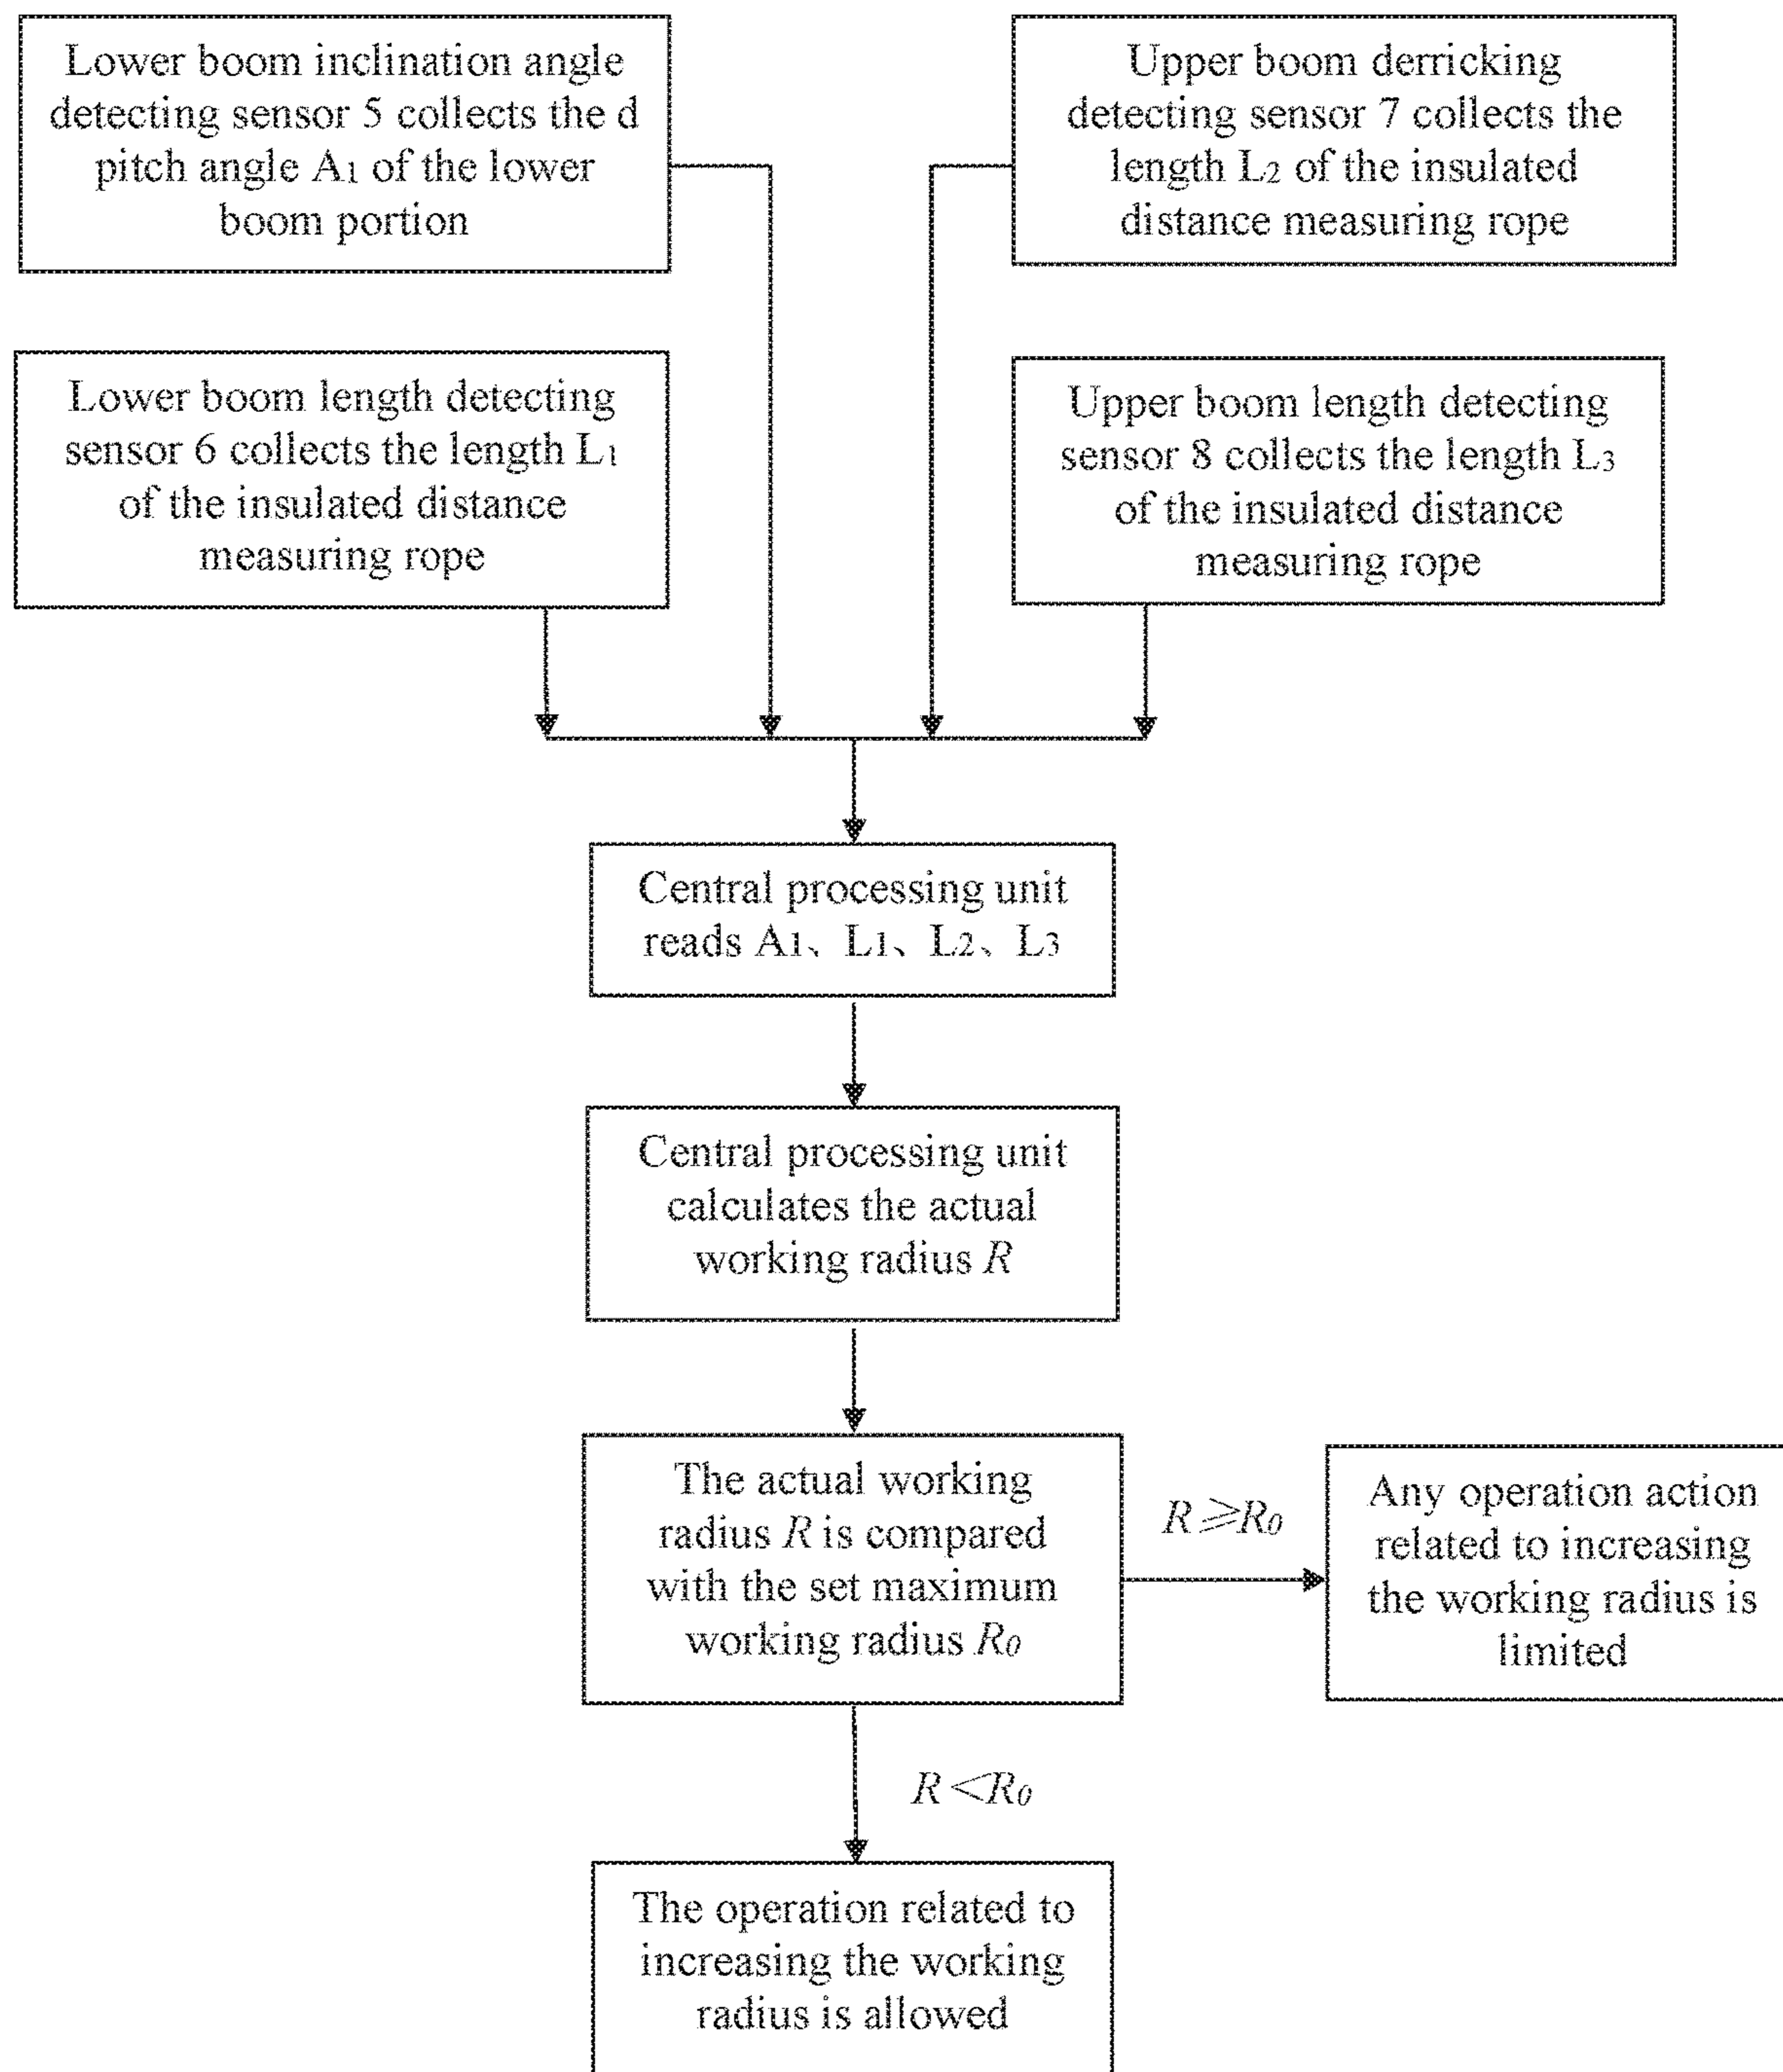 Lower boom inclination angle
detecting sensor 5 collects the d
pitch angle A1 of the lower
boom portion
Upper boom derricking
detecting sensor 7 collects the
length L2 of the insulated
distance measuring rope
Lower boom length detecting
sensor 6 collects the length L1
of the insulated distance
measuring rope
Upper boom length detecting
sensor 8 collects the length L3
of the insulated distance
measuring rope
Central processing unit
reads A1、L1、L2、L3
Central processing unit
calculates the actual
working radius R
The actual working
radius R is compared
with the set maximum
working radius R0
R⩾R0
Any operation action
related to increasing
the working radius is
limited
R<R0
The operation related to
increasing the working
radius is allowed